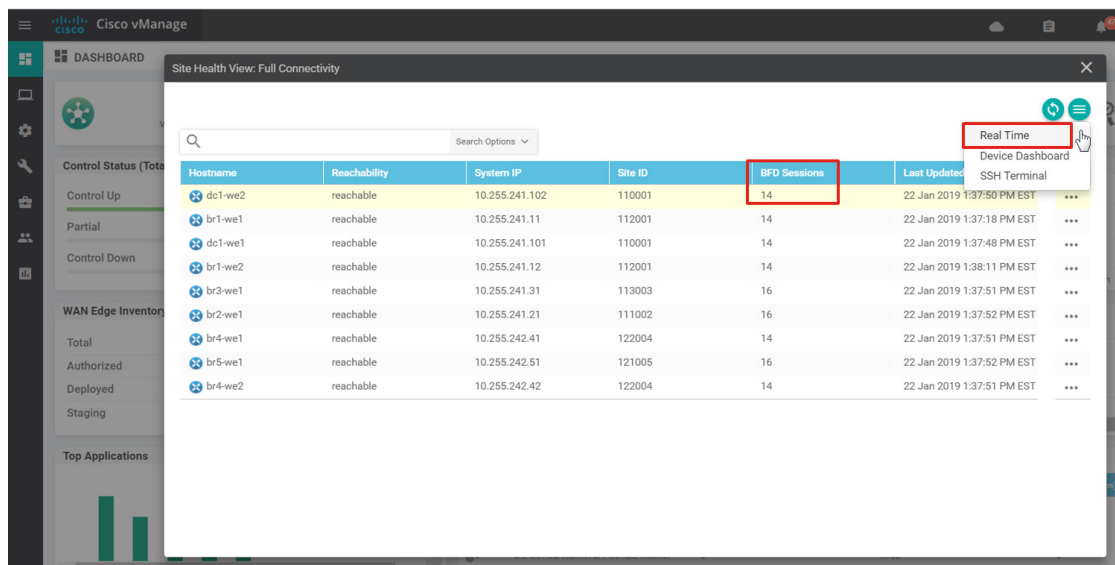 cisco Cisco vManage
DASHBOARD
Site Health View: Full Connectivity
Search Options
Real Time
Device Dashboard
SSH Terminal
Hostname Reachability System IP Site ID BFD Sessions Last Updated
dc1-we2 reachable 10.255.241.102 110001 14 22 Jan 2019 1:37:50 PM EST
br1-we1 reachable 10.255.241.11 112001 14 22 Jan 2019 1:37:18 PM EST
dc1-we1 reachable 10.255.241.101 110001 14 22 Jan 2019 1:37:48 PM EST
br1-we2 reachable 10.255.241.12 112001 14 22 Jan 2019 1:38:11 PM EST
br3-we1 reachable 10.255.241.31 113003 16 22 Jan 2019 1:37:51 PM EST
br2-we1 reachable 10.255.241.21 111002 16 22 Jan 2019 1:37:52 PM EST
br4-we1 reachable 10.255.242.41 122004 14 22 Jan 2019 1:37:51 PM EST
br5-we1 reachable 10.255.242.51 121005 16 22 Jan 2019 1:37:52 PM EST
br4-we2 reachable 10.255.242.42 122004 14 22 Jan 2019 1:37:51 PM EST
Control Status (Tota
Control Up
Partial
Control Down
WAN Edge Inventory
Total
Authorized
Deployed
Staging
Top Applications